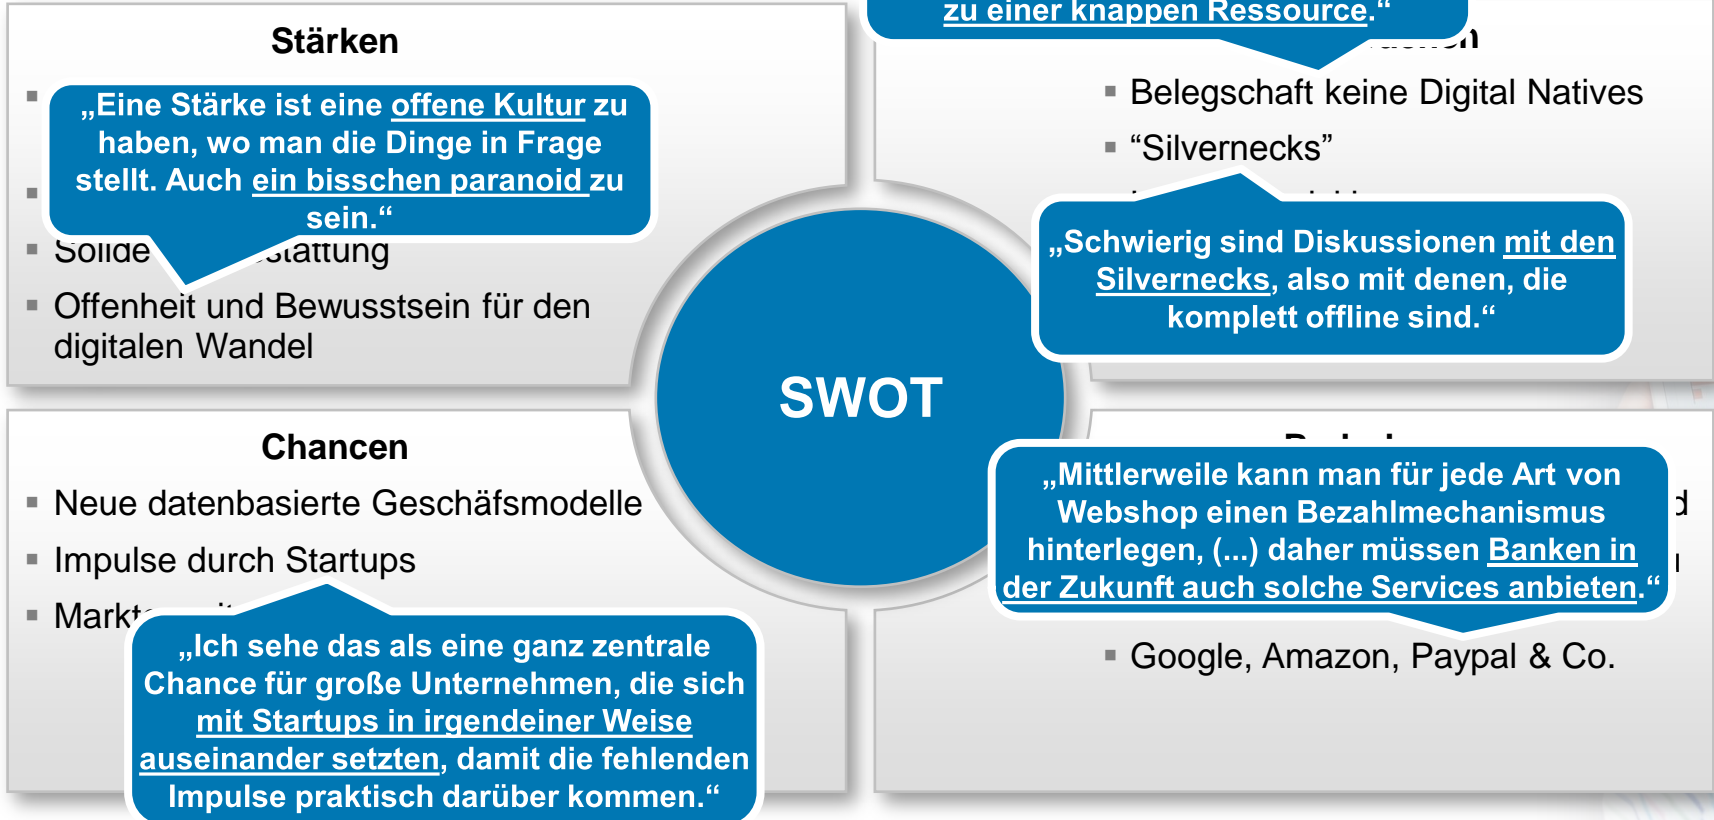 Stärken
„Eine Stärke ist eine offene Kultur zu
haben, wo man die Dinge in Frage
stellt. Auch ein bisschen paranoid zu
sein.“
Solide
Offenheit und Bewusstsein für den
digitalen Wandel
zu einer knappen Ressource.“
Belegschaft keine Digital Natives
“Silvernecks”
„Schwierig sind Diskussionen mit den
Silvernecks, also mit denen, die
komplett offline sind.“
SWOT
Chancen
Neue datenbasierte Geschäfsmodelle
Impulse durch Startups
„Ich sehe das als eine ganz zentrale
Chance für große Unternehmen, die sich
mit Startups in irgendeiner Weise
auseinander setzten, damit die fehlenden
Impulse praktisch darüber kommen.“
„Mittlerweile kann man für jede Art von
Webshop einen Bezahlmechanismus
hinterlegen, (...) daher müssen Banken in
der Zukunft auch solche Services anbieten.“
Google, Amazon, Paypal & Co.